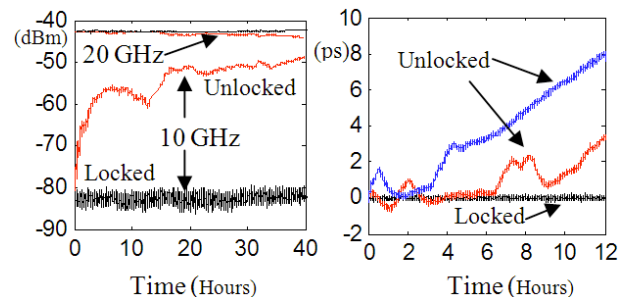 -40
(dBm)
20 GHz
-50
Unlocked
-60
10 GHz
-70
Locked
-80
-90
0 10 20 30 40
Time (Hours)
10
8
(ps)
Unlocked
6
4
2
0
Locked
-2
0 2 4 6 8 10 12
Time (Hours)